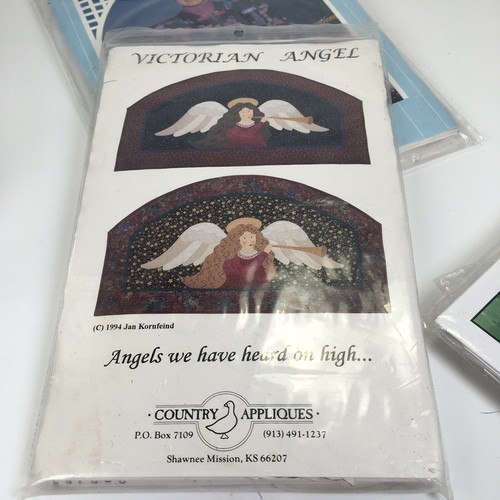 VICTORIAN ANGEL
(C) 1994 Jan Kornfeind
Angels we have heard on high...
· COUNTRY APPLIQUES ·
P.O. Box 7109 (913) 491-1237
Shawnee Mission, KS 66207